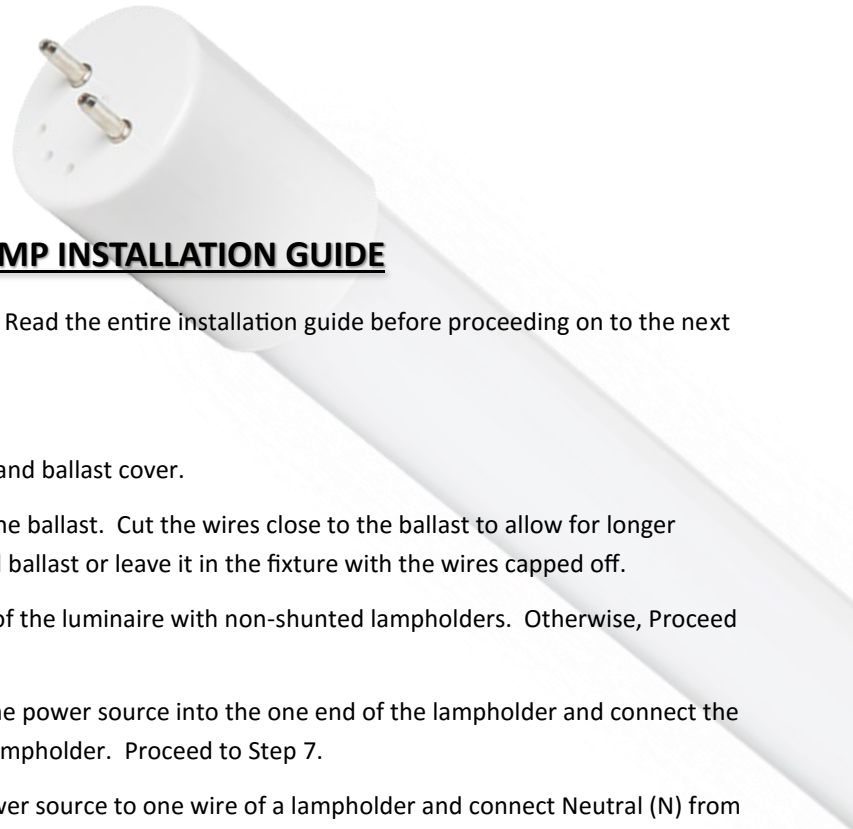 MP INSTALLATION GUIDE
Read the entire installation guide before proceeding on to the next
and ballast cover.
he ballast. Cut the wires close to the ballast to allow for longer
ballast or leave it in the fixture with the wires capped off.
of the luminaire with non-shunted lampholders. Otherwise, Proceed
he power source into the one end of the lampholder and connect the
mpholder. Proceed to Step 7.
wer source to one wire of a lampholder and connect Neutral (N) from